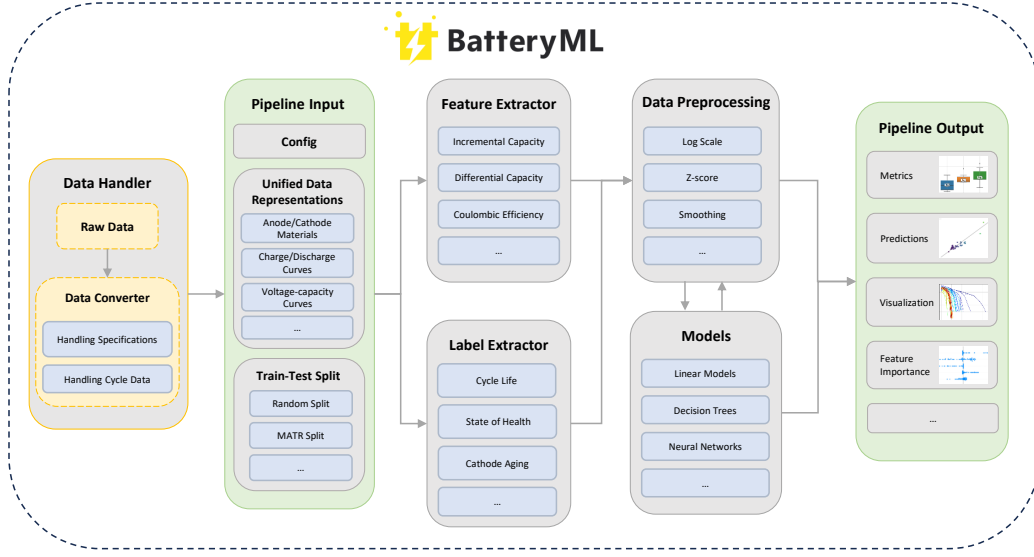 BatteryML
Data Handler
Raw Data
Data Converter
Handling Specifications
Handling Cycle Data
Pipeline Input
Config
Unified Data
Representations
Anode/Cathode
Materials
Charge/Discharge
Curves
Voltage-capacity
Curves
...
Train-Test Split
Random Split
MATR Split
...
Feature Extractor
Incremental Capacity
Differential Capacity
Coulombic Efficiency
...
Label Extractor
Cycle Life
State of Health
Cathode Aging
...
Data Preprocessing
Log Scale
Z-score
Smoothing
...
Models
Linear Models
Decision Trees
Neural Networks
...
Pipeline Output
Metrics
Predictions
Visualization
Feature
Importance
...